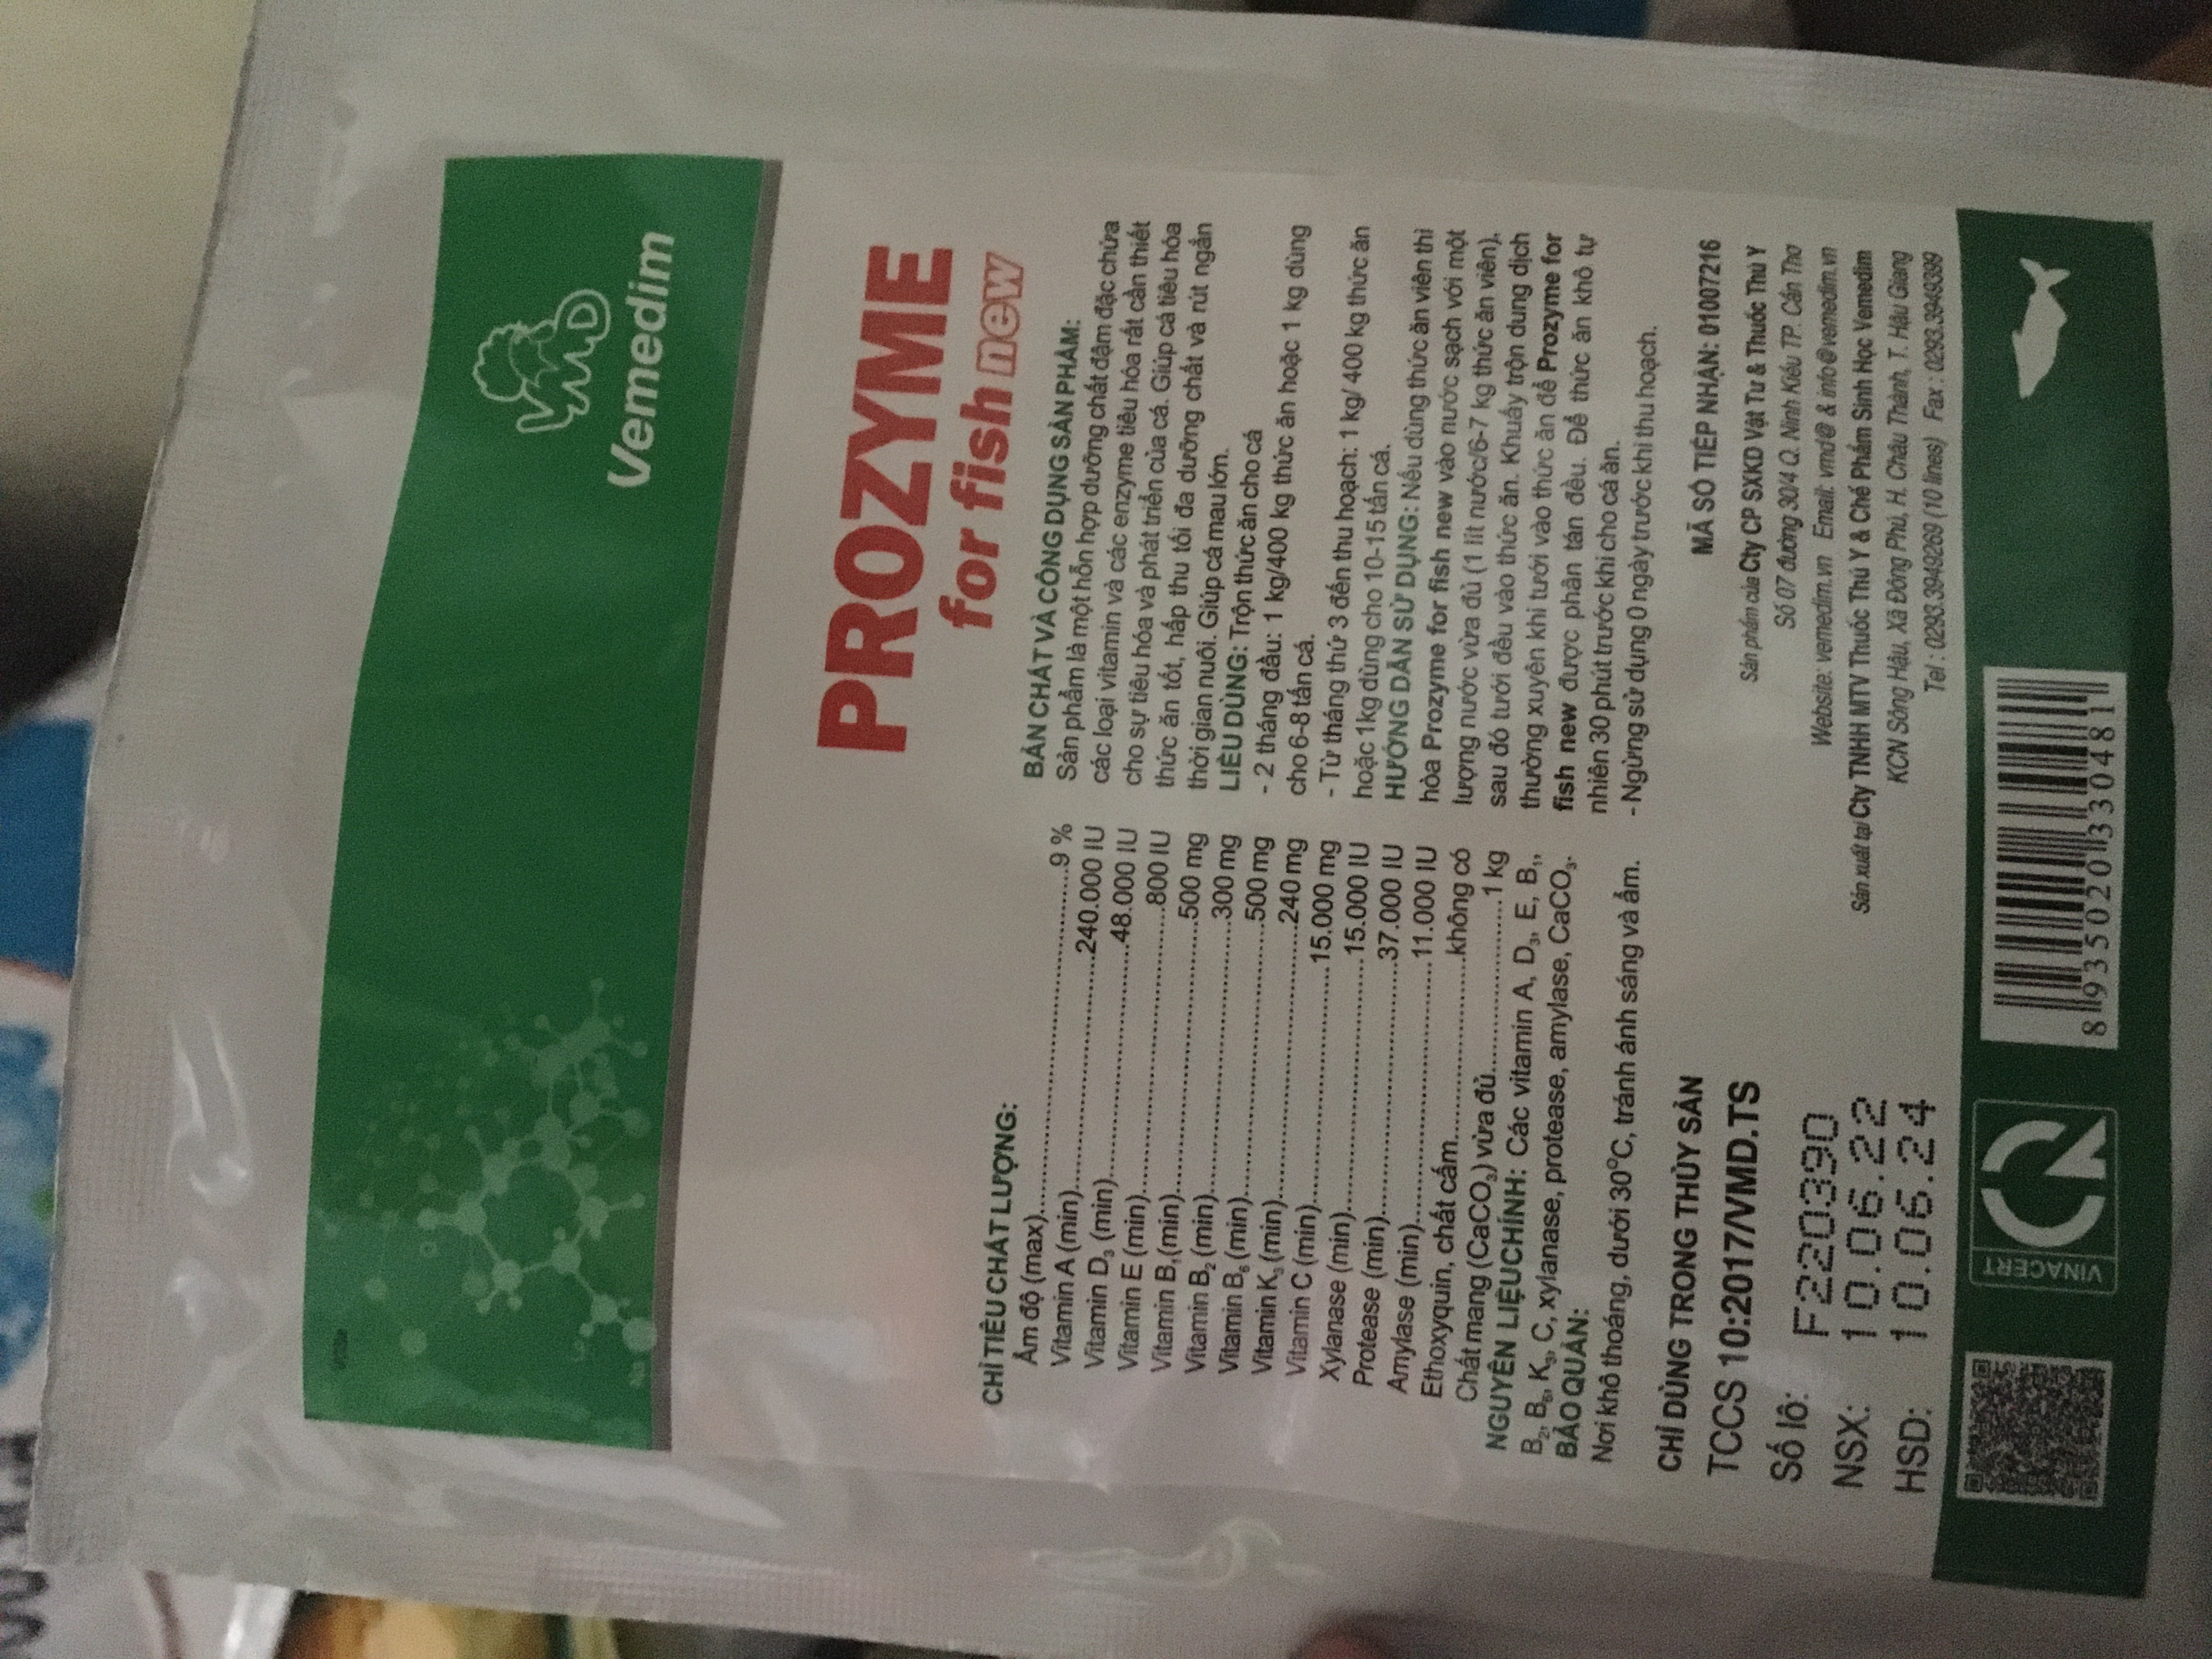 Vemedim
PROZYME
for fish new
CHỈ TIÊU CHẤT LƯỢNG:
Ẩm độ (max)..........9 %
Vitamin A (min)..........240.000 IU
Vitamin D₃ (min)..........48.000 IU
Vitamin E (min)..........800 IU
Vitamin B₁(min)..........500 mg
Vitamin B₂ (min)..........300 mg
Vitamin B₆ (min)..........500 mg
Vitamin K₃ (min)..........240 mg
Vitamin C (min)..........15.000 mg
Xylanase (min)..........15.000 IU
Protease (min)..........37.000 IU
Amylase (min)..........11.000 IU
Ethoxyquin, chất cấm..........không có
Chất mang (CaCO₃) vừa đủ..........1 kg
NGUYÊN LIỆU CHÍNH: Các vitamin A, D₃, E, B₁,
B₂, B₆, K₃, C, xylanase, protease, amylase, CaCO₃.
BẢO QUẢN:
Nơi khô thoáng, dưới 30°C, tránh ánh sáng và ẩm.
BẢN CHẤT VÀ CÔNG DỤNG SẢN PHẨM:
Sản phẩm là một hỗn hợp dưỡng chất đậm đặc chứa
các loại vitamin và các enzyme tiêu hóa rất cần thiết
cho sự tiêu hóa và phát triển của cá. Giúp cá tiêu hóa
thức ăn tốt, hấp thu tối đa dưỡng chất và rút ngắn
thời gian nuôi. Giúp cá mau lớn.
LIỀU DÙNG: Trộn thức ăn cho cá
- 2 tháng đầu: 1 kg/400 kg thức ăn hoặc 1 kg dùng
cho 6-8 tấn cá.
- Từ tháng thứ 3 đến thu hoạch: 1 kg/ 400 kg thức ăn
hoặc 1kg dùng cho 10-15 tấn cá.
HƯỚNG DẪN SỬ DỤNG: Nếu dùng thức ăn viên thì
hòa Prozyme for fish new vào nước sạch với một
lượng nước vừa đủ (1 lít nước/6-7 kg thức ăn viên),
sau đó tưới đều vào thức ăn. Khuấy trộn dung dịch
thường xuyên khi tưới vào thức ăn để Prozyme for
fish new được phân tán đều. Để thức ăn khô tự
nhiên 30 phút trước khi cho cá ăn.
- Ngừng sử dụng 0 ngày trước khi thu hoạch.
CHỈ DÙNG TRONG THỦY SẢN
TCCS 10:2017/VMD.TS
Số lô: F220390
NSX: 10.06.22
HSD: 10.06.24
MÃ SỐ TIẾP NHẬN: 01007216
Sản phẩm của Cty CP SXKD Vật Tư & Thuốc Thú Y
Số 07 đường 30/4 Q. Ninh Kiều TP. Cần Thơ
Website: vemedim.vn Email: vmd@ & info@vemedim.vn
Sản xuất tại Cty TNHH MTV Thuốc Thú Y & Chế Phẩm Sinh Học Vemedim
KCN Sông Hậu, Xã Đông Phú, H. Châu Thành, T. Hậu Giang
Tel : 0293.3949269 (10 lines) Fax : 0293.3949399
VINACERT
8 935020 330481